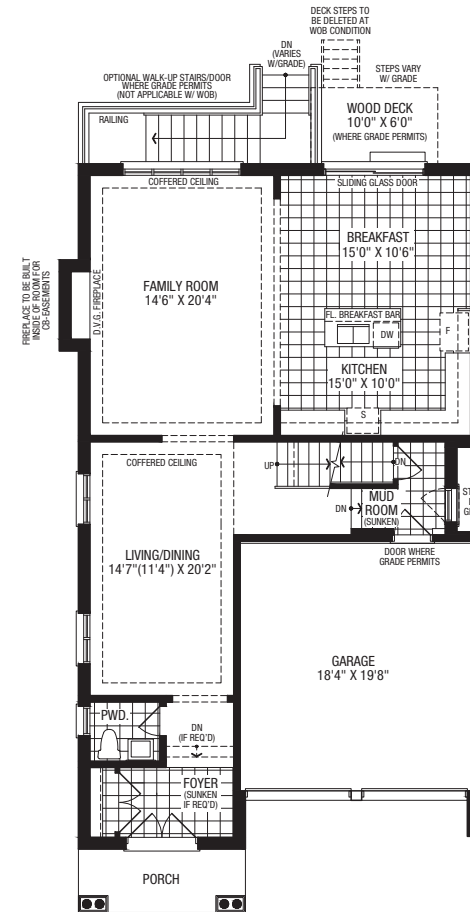 DECK STEPS TO
BE DELETED AT
WOB CONDITION
DN
(VARIES
W/GRADE)
STEPS VARY
W/ GRADE
OPTIONAL WALK-UP STAIRS/DOOR
WHERE GRADE PERMITS
(NOT APPLICABLE W/ WOB)
RAILING
WOOD DECK
10'0" X 6'0"
(WHERE GRADE PERMITS)
COFFERED CEILING
SLIDING GLASS DOOR
BREAKFAST
15'0" X 10'6"
FAMILY ROOM
14'6" X 20'4"
FIREPLACE TO BE BUILT
INSIDE OF ROOM FOR
CB-EASEMENTS
D.V.G. FIREPLACE
FL. BREAKFAST BAR
DW
F
KITCHEN
15'0" X 10'0"
S
COFFERED CEILING
UP
DN
MUD
ROOM
(SUNKEN)
DN
DOOR WHERE
GRADE PERMITS
LIVING/DINING
14'7"(11'4") X 20'2"
GARAGE
18'4" X 19'8"
PWD.
DN
(IF REQ'D)
FOYER
(SUNKEN
IF REQ'D)
PORCH